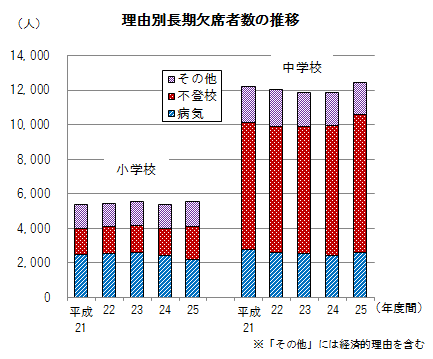 理由別長期欠席者数の推移
（人）
14,000
12,000
10,000
8,000
6,000
4,000
2,000
0
その他
不登校
病気
小学校
中学校
平成 22 23 24 25 平成 22 23 24 25 （年度間）
21 21
※「その他」には経済的理由を含む